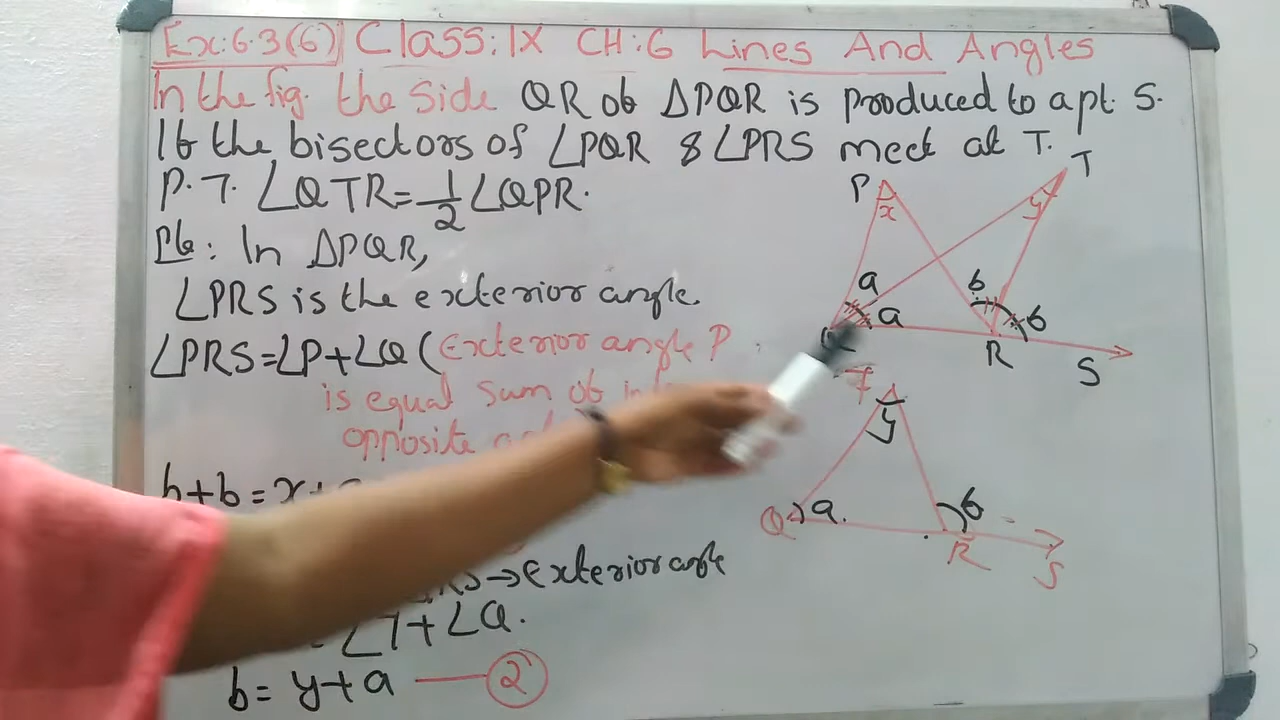 Ex:6.3(6) Class:IX CH:6 Lines And Angles
In the fig. the side QR of ΔPQR is produced to a pt. S.
If the bisectors of ∠PQR & ∠PRS meet at T.
P.T. ∠QTR=1/2∠QPR.
Pf: In ΔPQR,
∠PRS is the exterior angle.
∠PRS=∠P+∠Q (Exterior angle P
is equal sum of
opposite
b+b=x+
→Exterior angle
∠T+∠Q.
b=y+a ② 
P
x
T
y
a
a
b
b
R
S
T
y
Q
a.
b
R
S